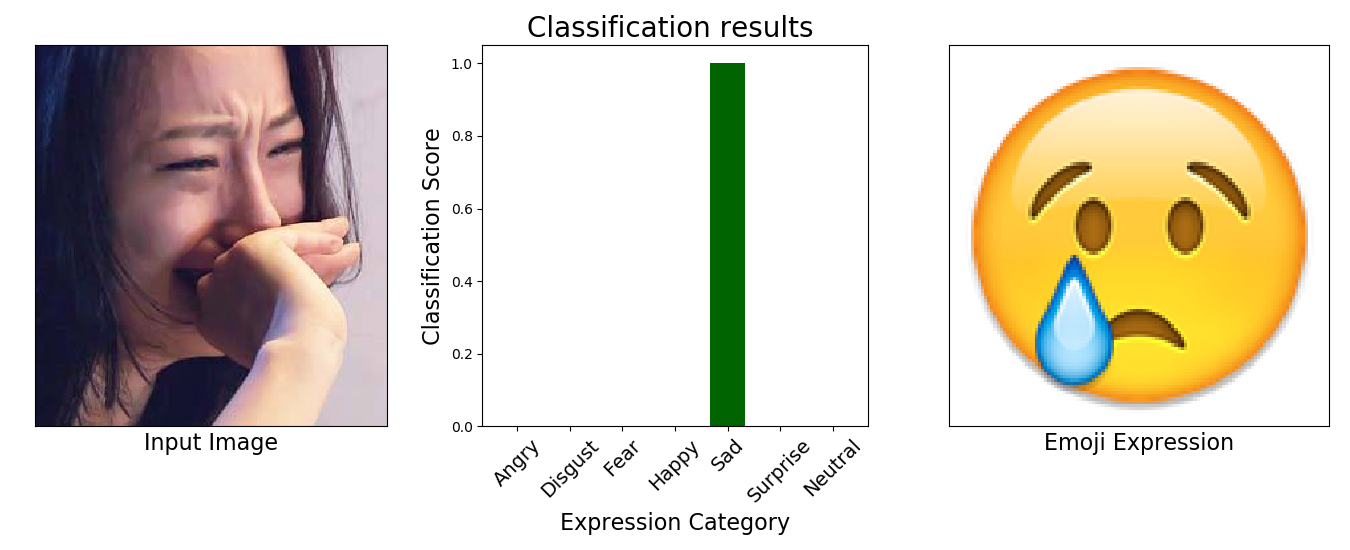 Classification results
Classification Score
1.0
0.8
0.6
0.4
0.2
0.0
Angry
Disgust
Fear
Happy
Sad
Surprise
Neutral
Expression Category
Input Image
Emoji Expression